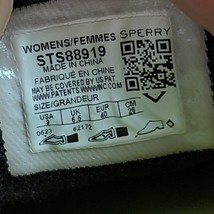 WOMENS/FEMMES SPERRY
STS88919
MADE IN CHINA
FABRIQUÉ EN CHINE
MAY BE COVERED BY US PAT.
WWW.PATENTS.WWWINC.COM
SIZE/GRANDEUR
USA UK EUR CM
9 6.5 40 26
0623 62172